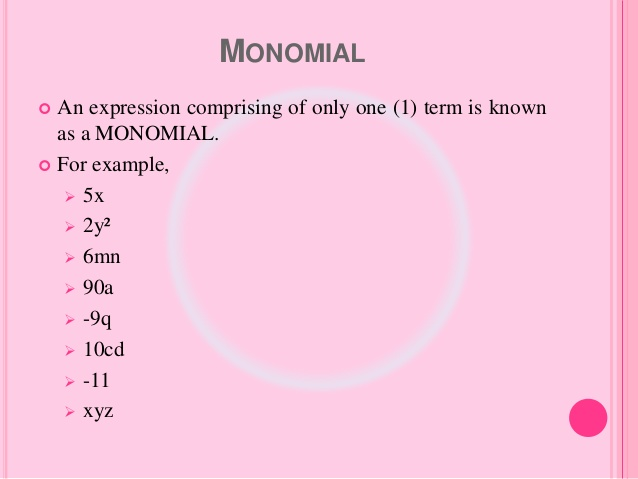 MONOMIAL
An expression comprising of only one (1) term is known
as a MONOMIAL.
For example,
5x
2y²
6mn
90a
-9q
10cd
-11
xyz